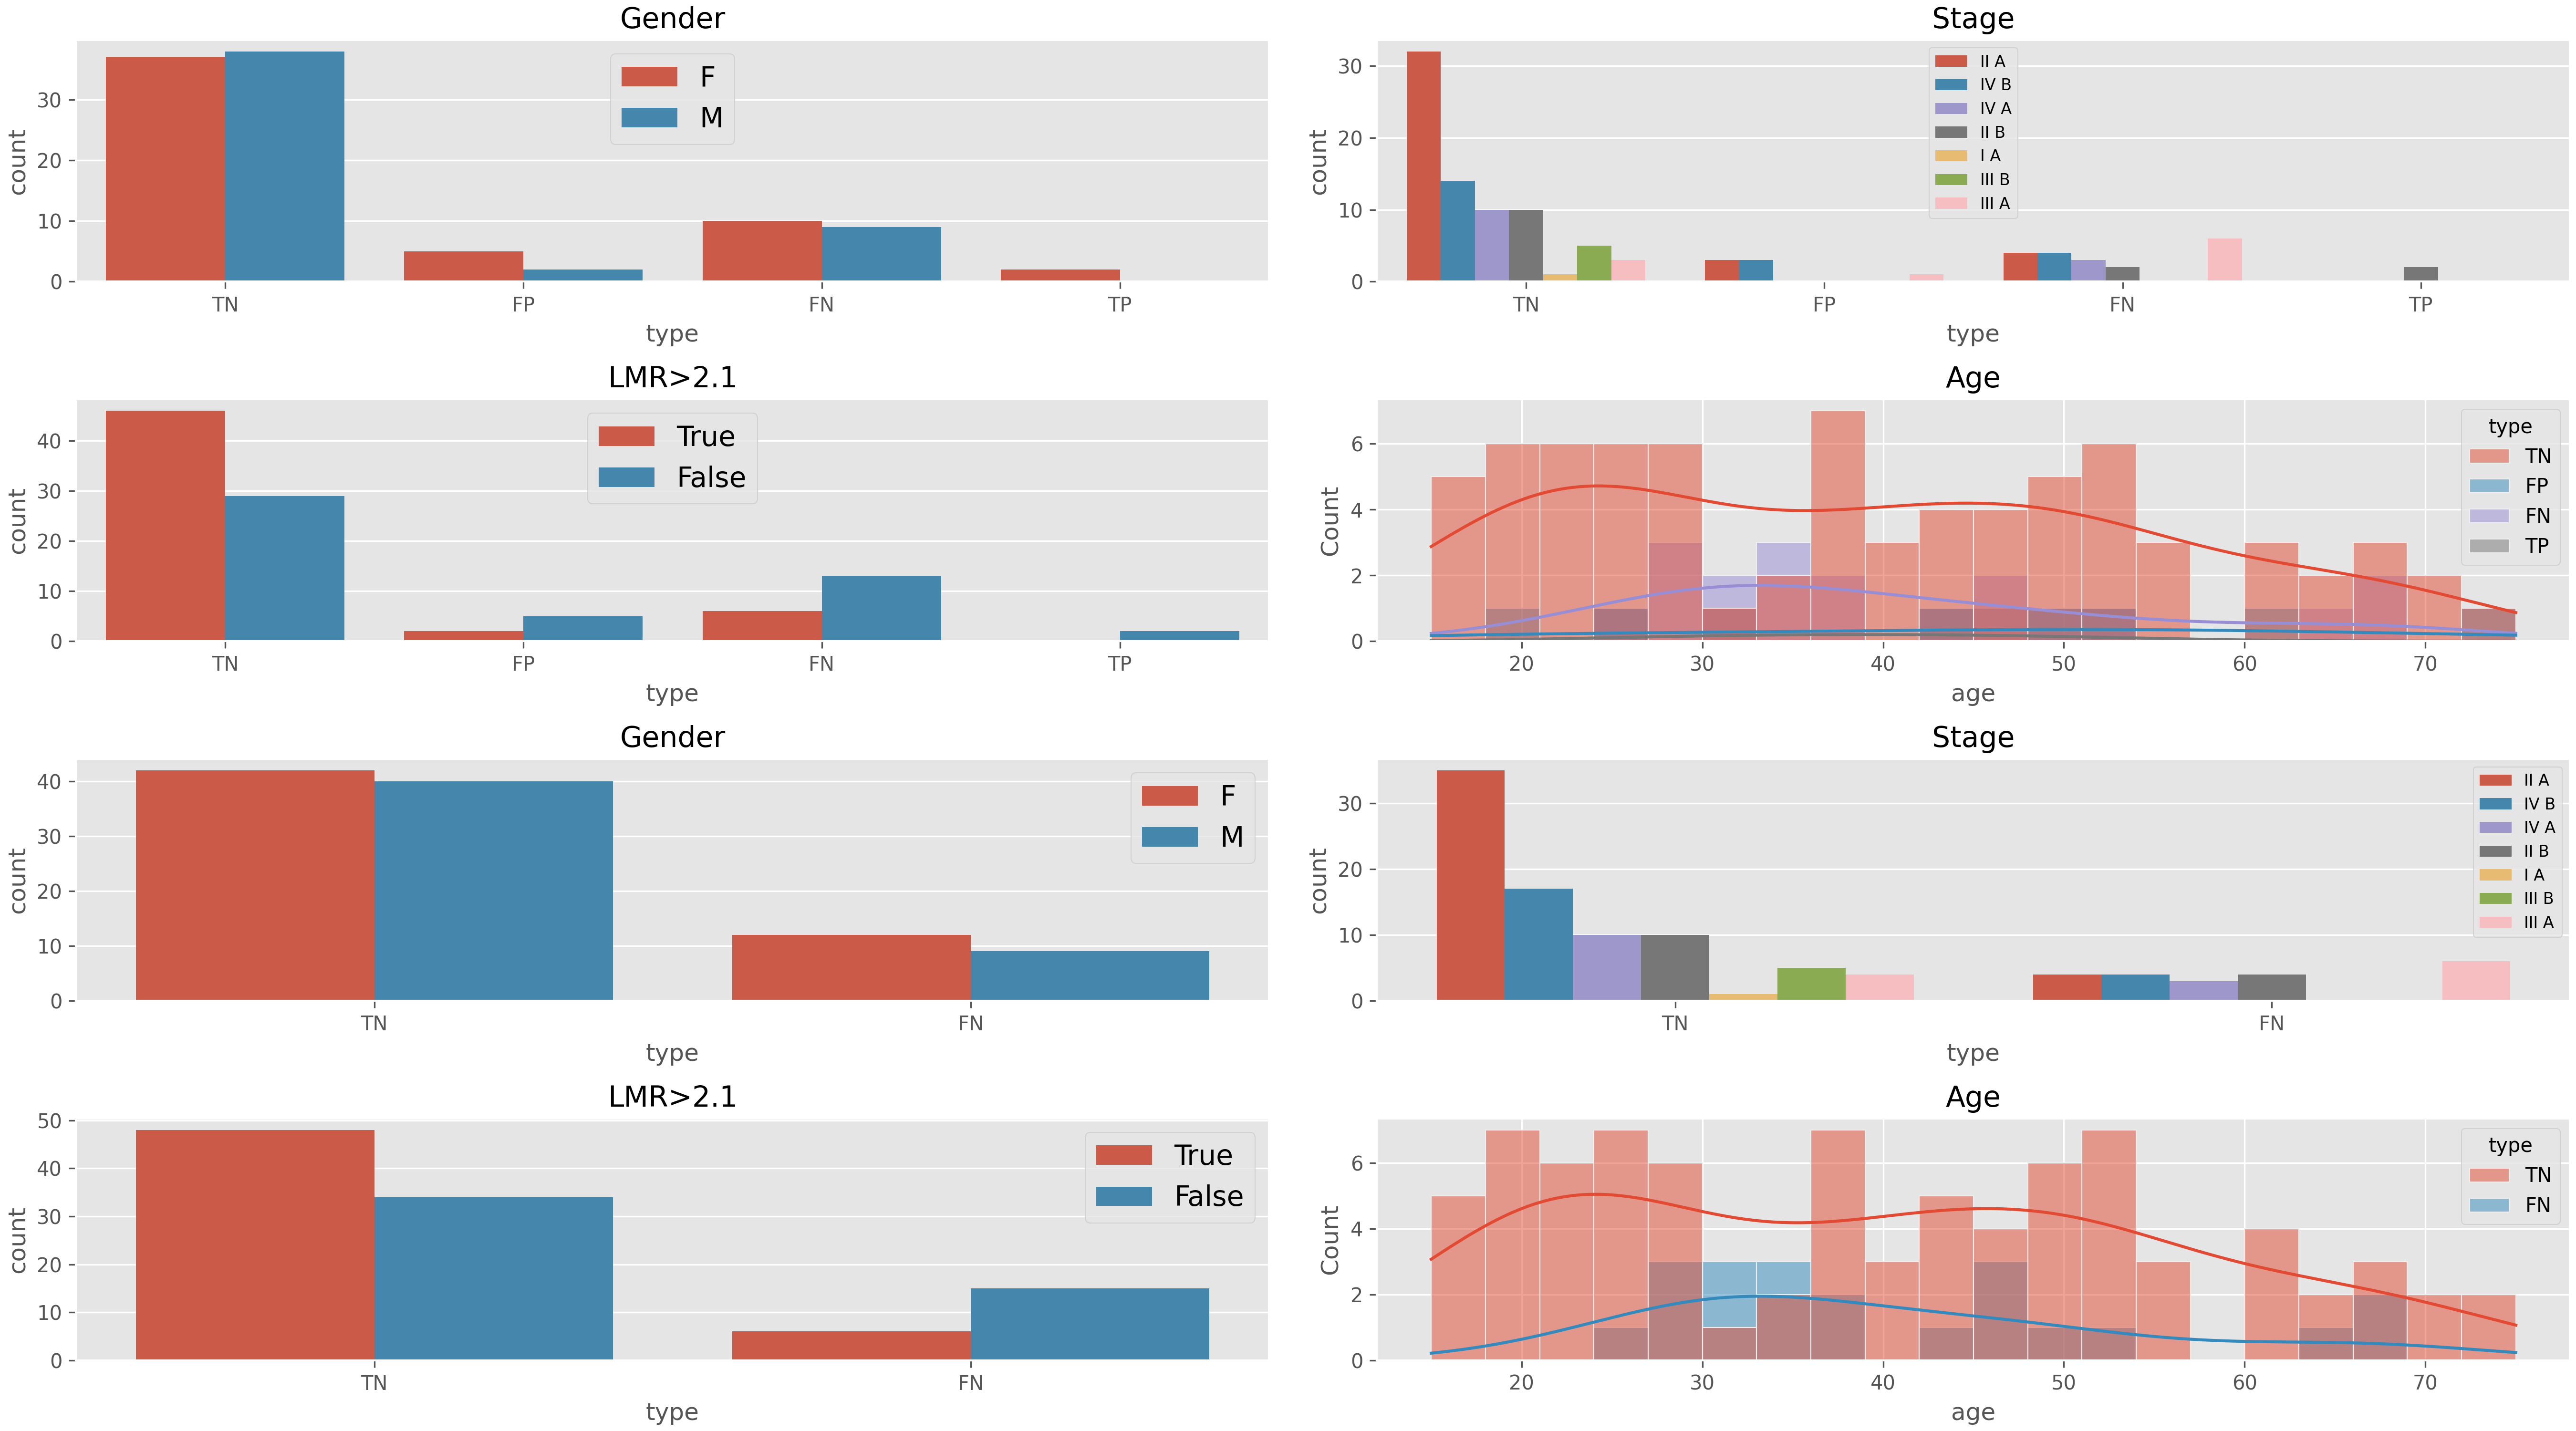 Gender
count
30
20
10
0
F
M
TN
FP
FN
TP
type
Stage
count
30
20
10
0
II A
IV B
IV A
II B
I A
III B
III A
TN
FP
FN
TP
type
LMR>2.1
count
40
30
20
10
0
True
False
TN
FP
FN
TP
type
Age
Count
6
4
2
0
type
TN
FP
FN
TP
20
30
40
50
60
70
age
Gender
count
40
30
20
10
0
F
M
TN
FN
type
Stage
count
30
20
10
0
II A
IV B
IV A
II B
I A
III B
III A
TN
FN
type
LMR>2.1
count
50
40
30
20
10
0
True
False
TN
FN
type
Age
Count
6
4
2
0
type
TN
FN
20
30
40
50
60
70
age